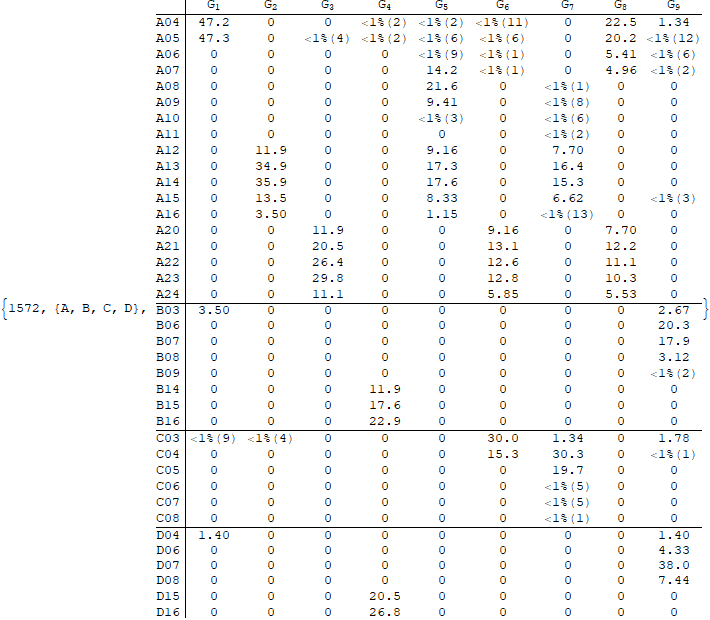 G1 G2 G3 G4 G5 G6 G7 G8 G9
A04 47.2 0 0 <1%(2) <1%(2) <1%(11) 0 22.5 1.34
A05 47.3 0 <1%(4) <1%(2) <1%(6) <1%(6) 0 20.2 <1%(12)
A06 0 0 0 0 <1%(9) <1%(1) 0 5.41 <1%(6)
A07 0 0 0 0 14.2 <1%(1) 0 4.96 <1%(2)
A08 0 0 0 0 21.6 0 <1%(1) 0 0
A09 0 0 0 0 9.41 0 <1%(8) 0 0
A10 0 0 0 0 <1%(3) 0 <1%(6) 0 0
A11 0 0 0 0 0 0 <1%(2) 0 0
A12 0 11.9 0 0 9.16 0 7.70 0 0
A13 0 34.9 0 0 17.3 0 16.4 0 0
A14 0 35.9 0 0 17.6 0 15.3 0 0
A15 0 13.5 0 0 8.33 0 6.62 0 <1%(3)
A16 0 3.50 0 0 1.15 0 <1%(13) 0 0
A20 0 0 11.9 0 0 9.16 0 7.70 0
A21 0 0 20.5 0 0 13.1 0 12.2 0
A22 0 0 26.4 0 0 12.6 0 11.1 0
A23 0 0 29.8 0 0 12.8 0 10.3 0
A24 0 0 11.1 0 0 5.85 0 5.53 0
{1572, {A, B, C, D}, B03 3.50 0 0 0 0 0 0 0 2.67 }
B06 0 0 0 0 0 0 0 0 20.3
B07 0 0 0 0 0 0 0 0 17.9
B08 0 0 0 0 0 0 0 0 3.12
B09 0 0 0 0 0 0 0 0 <1%(2)
B14 0 0 0 11.9 0 0 0 0 0
B15 0 0 0 17.6 0 0 0 0 0
B16 0 0 0 22.9 0 0 0 0 0
C03 <1%(9) <1%(4) 0 0 0 30.0 1.34 0 1.78
C04 0 0 0 0 0 15.3 30.3 0 <1%(1)
C05 0 0 0 0 0 0 19.7 0 0
C06 0 0 0 0 0 0 <1%(5) 0 0
C07 0 0 0 0 0 0 <1%(5) 0 0
C08 0 0 0 0 0 0 <1%(1) 0 0
D04 1.40 0 0 0 0 0 0 0 1.40
D06 0 0 0 0 0 0 0 0 4.33
D07 0 0 0 0 0 0 0 0 38.0
D08 0 0 0 0 0 0 0 0 7.44
D15 0 0 0 20.5 0 0 0 0 0
D16 0 0 0 26.8 0 0 0 0 0